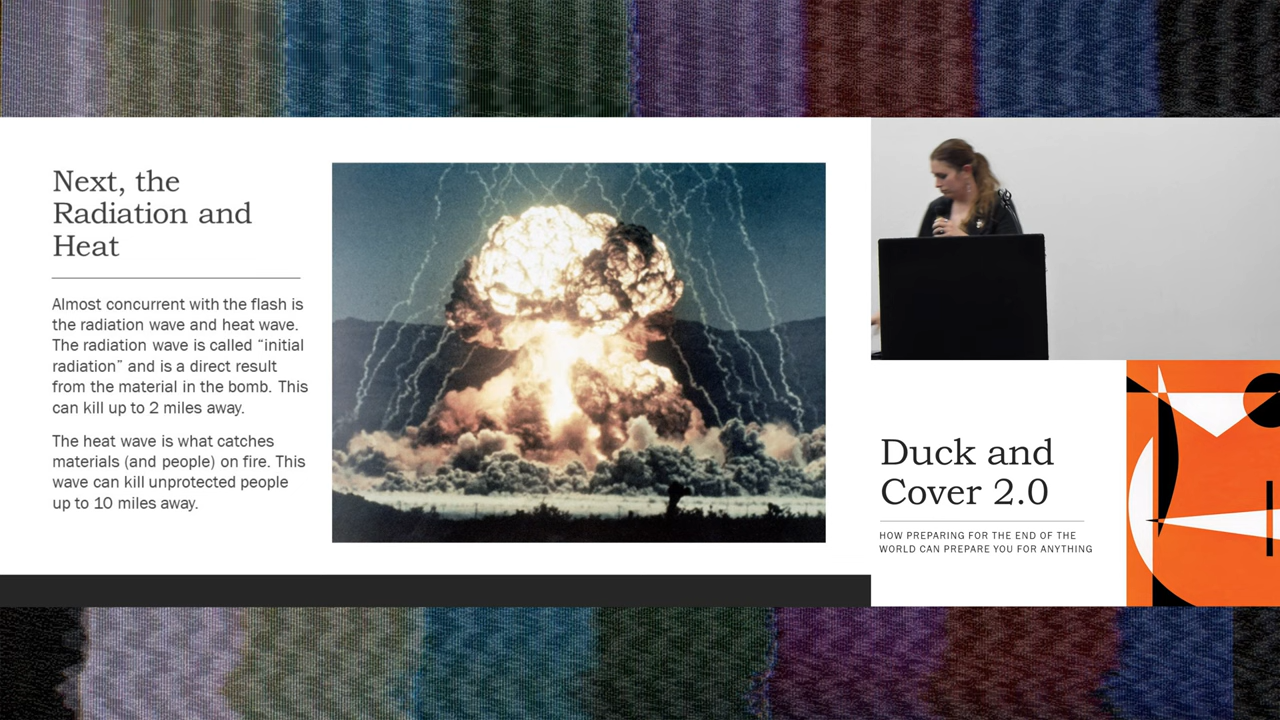 Next, the
Radiation and
Heat
Almost concurrent with the flash is
the radiation wave and heat wave.
The radiation wave is called “initial
radiation” and is a direct result
from the material in the bomb. This
can kill up to 2 miles away.
The heat wave is what catches
materials (and people) on fire. This
wave can kill unprotected people
up to 10 miles away.
Duck and
Cover 2.0
HOW PREPARING FOR THE END OF THE
WORLD CAN PREPARE YOU FOR ANYTHING